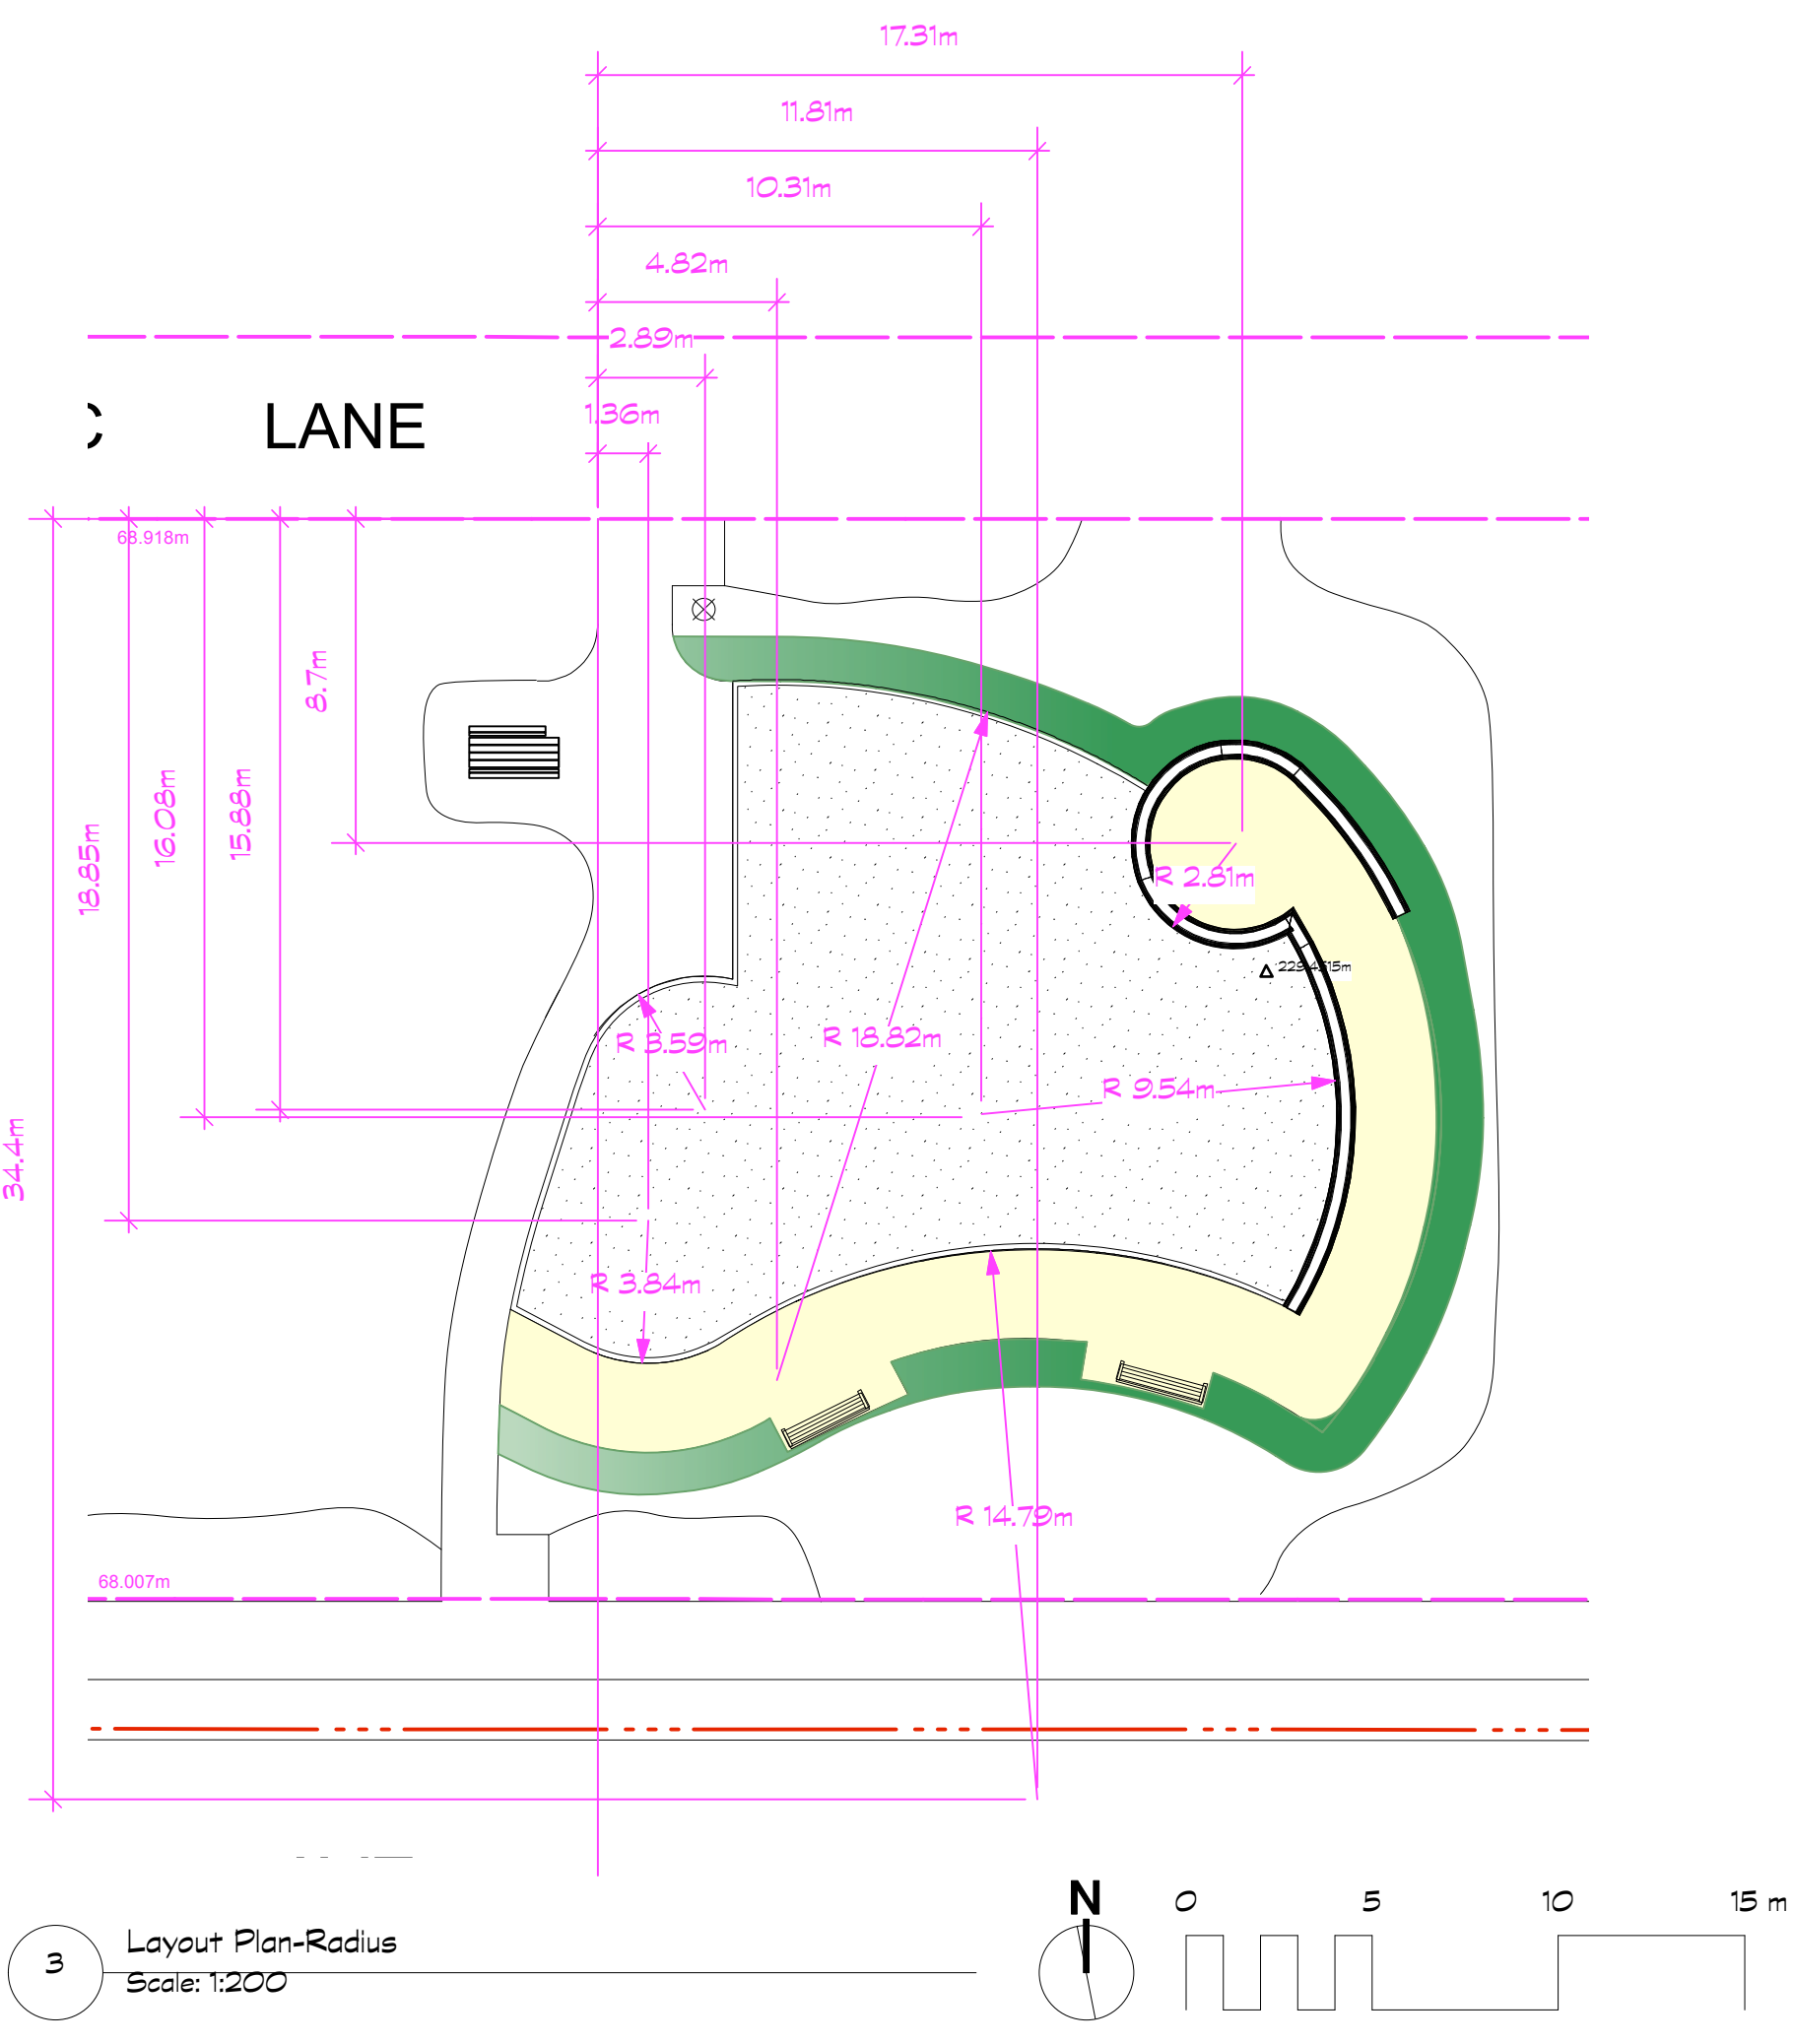 17.31m
11.81m
10.31m
4.82m
2.89m
1.36m
LANE
68.918m
8.7m
15.88m
16.08m
18.85m
34.4m
R 2.81m
R 3.59m
R 18.82m
R 9.54m
R 3.84m
R 14.79m
68.007m
N
0 5 10 15 m
3
Layout Plan-Radius
Scale: 1:200